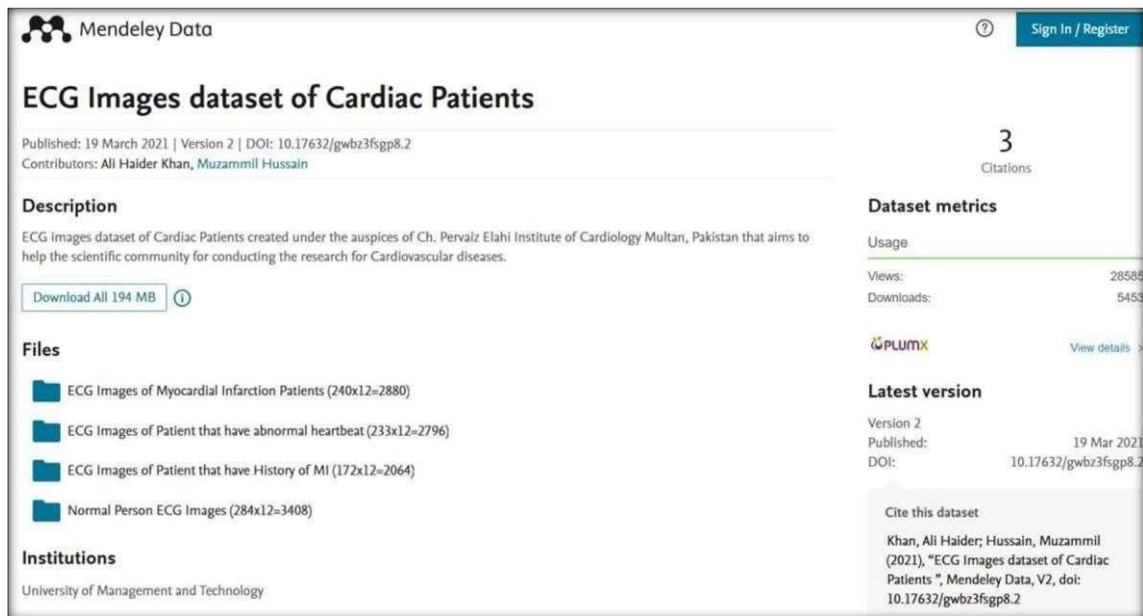 Mendeley Data
Sign In / Register
ECG Images dataset of Cardiac Patients
Published: 19 March 2021 | Version 2 | DOI: 10.17632/gwbz3fsgp8.2
Contributors: Ali Haider Khan, Muzammil Hussain
3
Citations
Description
ECG images dataset of Cardiac Patients created under the auspices of Ch. Pervaiz Elahi Institute of Cardiology Multan, Pakistan that aims to
help the scientific community for conducting the research for Cardiovascular diseases.
Download All 194 MB
Files
ECG Images of Myocardial Infarction Patients (240x12=2880)
ECG Images of Patient that have abnormal heartbeat (233x12=2796)
ECG Images of Patient that have History of MI (172x12=2064)
Normal Person ECG Images (284x12=3408)
Institutions
University of Management and Technology
Dataset metrics
Usage
Views: 28585
Downloads: 5453
PLUMX
View details
Latest version
Version 2
Published: 19 Mar 2021
DOI: 10.17632/gwbz3fsgp8.2
Cite this dataset
Khan, Ali Haider; Hussain, Muzammil
(2021), “ECG Images dataset of Cardiac
Patients ”, Mendeley Data, V2, doi:
10.17632/gwbz3fsgp8.2